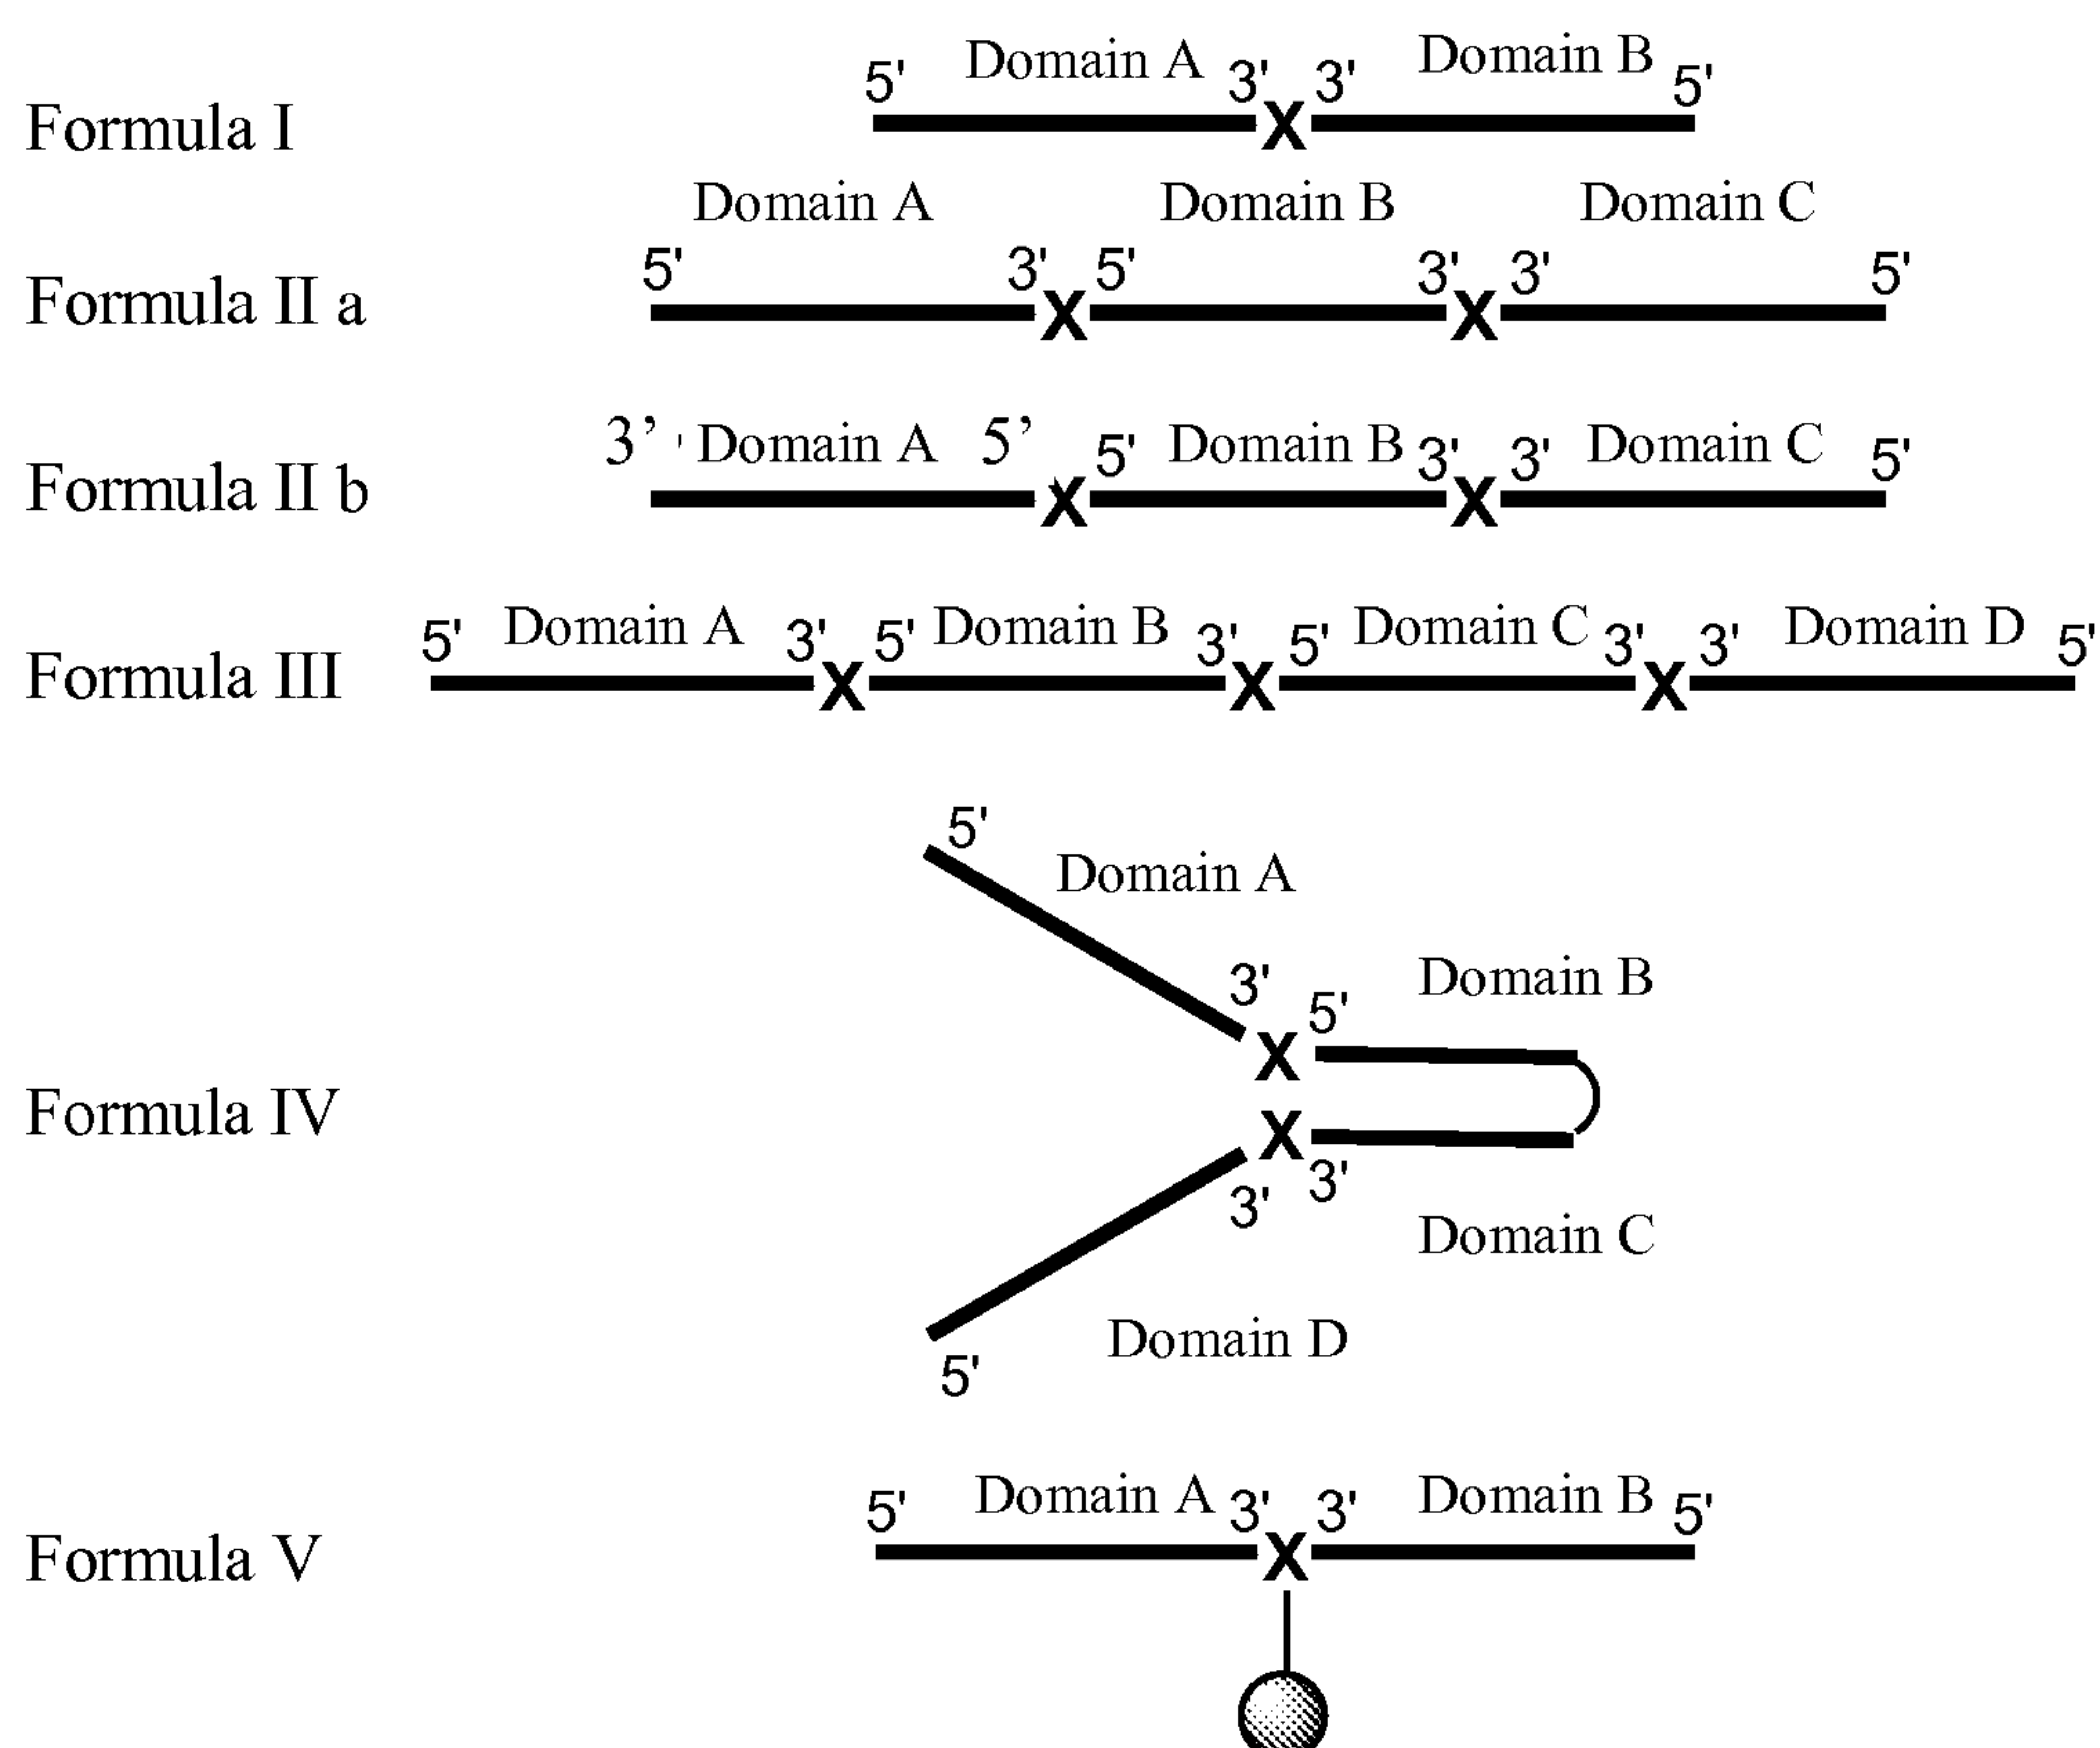 5' Domain A 3' 3' Domain B 5'
Formula I X
Domain A Domain B Domain C
5' 3' 5' 3' 3' 5'
Formula II a X X
3’ ' Domain A 5’ 5' Domain B 3' 3' Domain C 5'
Formula II b X X
5' Domain A 3' 5' Domain B 3' 5' Domain C 3' 3' Domain D 5'
Formula III X X X
5'
Domain A
3' Domain B
5'
X
Formula IV
X
3' 3'
Domain C
Domain D
5'
5' Domain A 3' 3' Domain B 5'
Formula V X